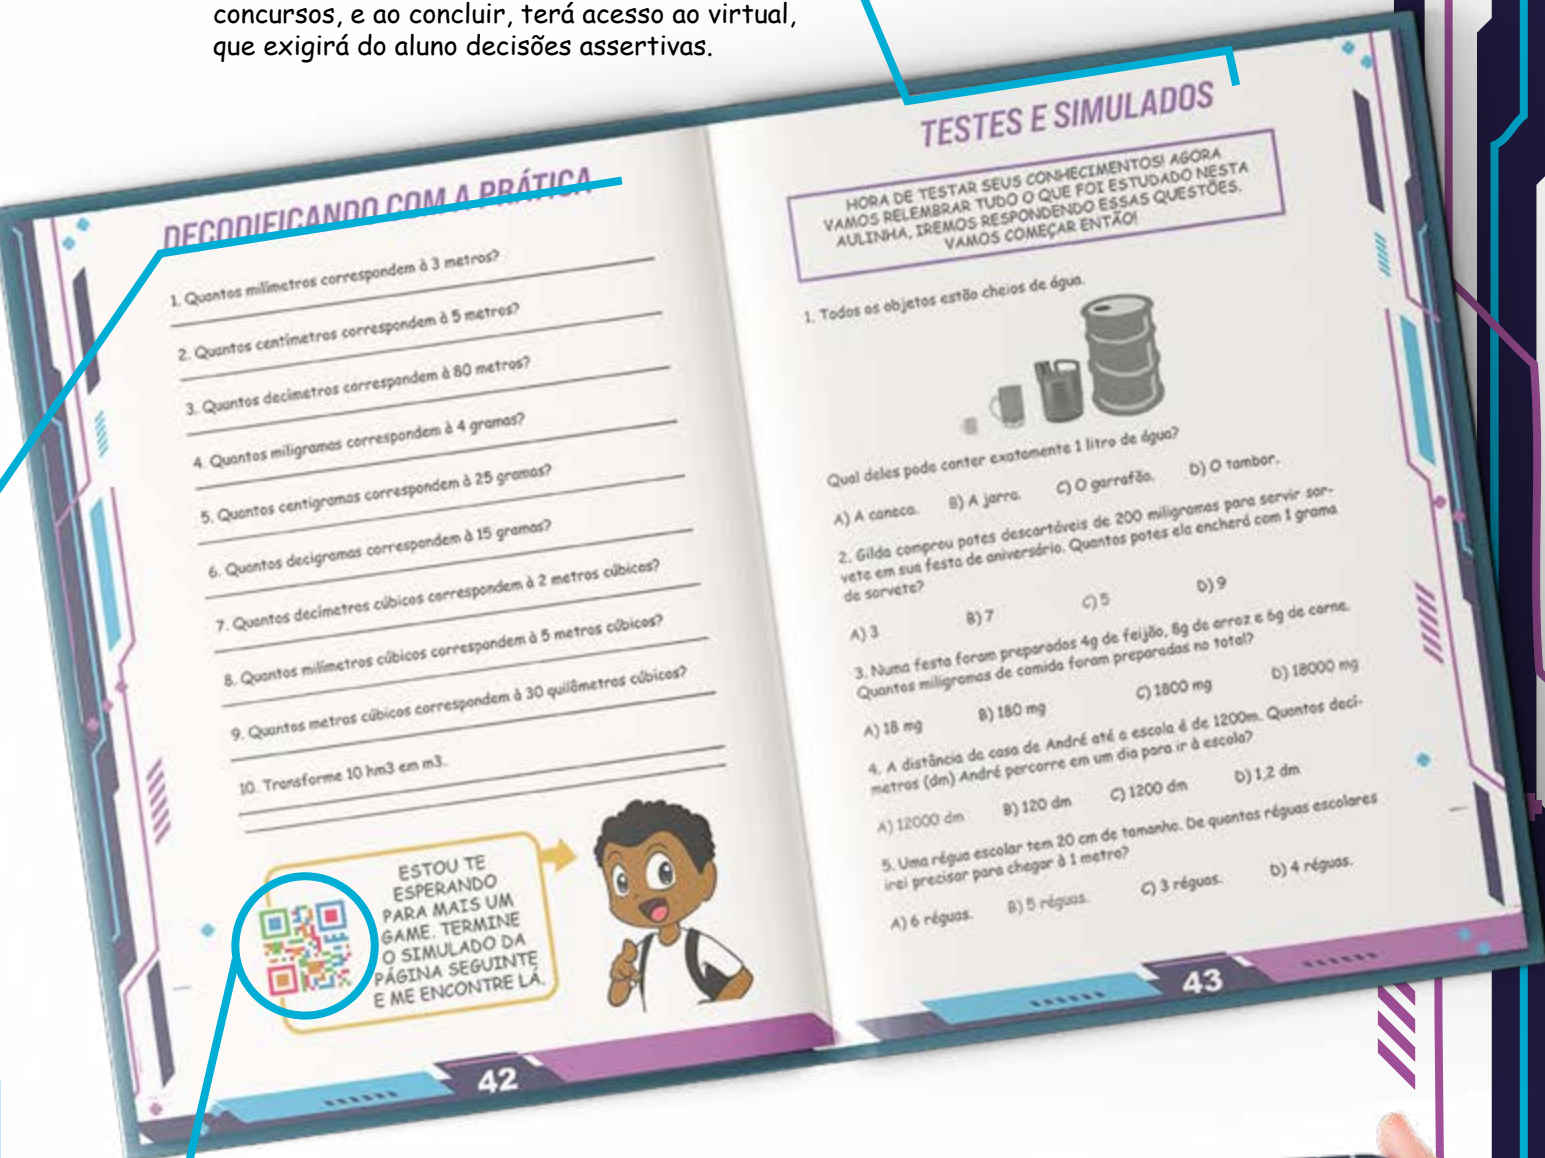 concursos, e ao concluir, terá acesso ao virtual,
que exigirá do aluno decisões assertivas.
DECODIFICANDO COM A PRÁTICA
1. Quantos milímetros correspondem à 3 metros?
2. Quantos centímetros correspondem à 5 metros?
3. Quantos decímetros correspondem à 80 metros?
4. Quantos miligramas correspondem à 4 gramas?
5. Quantos centigramas correspondem à 25 gramas?
6. Quantos decigramas correspondem à 15 gramas?
7. Quantos decímetros cúbicos correspondem à 2 metros cúbicos?
8. Quantos milímetros cúbicos correspondem à 5 metros cúbicos?
9. Quantos metros cúbicos correspondem à 30 quilômetros cúbicos?
10. Transforme 10 hm3 em m3.
ESTOU TE
ESPERANDO
PARA MAIS UM
GAME. TERMINE
O SIMULADO DA
PÁGINA SEGUINTE
E ME ENCONTRE LÁ.
42
TESTES E SIMULADOS
HORA DE TESTAR SEUS CONHECIMENTOS! AGORA
VAMOS RELEMBRAR TUDO O QUE FOI ESTUDADO NESTA
AULINHA, IREMOS RESPONDENDO ESSAS QUESTÕES.
VAMOS COMEÇAR ENTÃO!
1. Todos os objetos estão cheios de água.
Qual deles pode conter exatamente 1 litro de água?
A) A caneca. B) A jarra. C) O garrafão. D) O tambor.
2. Gilda comprou potes descartáveis de 200 miligramas para servir sor-
vete em sua festa de aniversário. Quantos potes ela encherá com 1 grama
de sorvete?
A) 3 B) 7 C) 5 D) 9
3. Numa festa foram preparados 4g de feijão, 8g de arroz e 6g de carne.
Quantos miligramas de comida foram preparadas no total?
A) 18 mg B) 180 mg C) 1800 mg D) 18000 mg
4. A distância da casa de André até a escola é de 1200m. Quantos decí-
metros (dm) André percorre em um dia para ir à escola?
A) 12000 dm B) 120 dm C) 1200 dm D) 1,2 dm
5. Uma régua escolar tem 20 cm de tamanho. De quantas réguas escolares
irei precisar para chegar à 1 metro?
A) 6 réguas. B) 5 réguas. C) 3 réguas. D) 4 réguas.
43